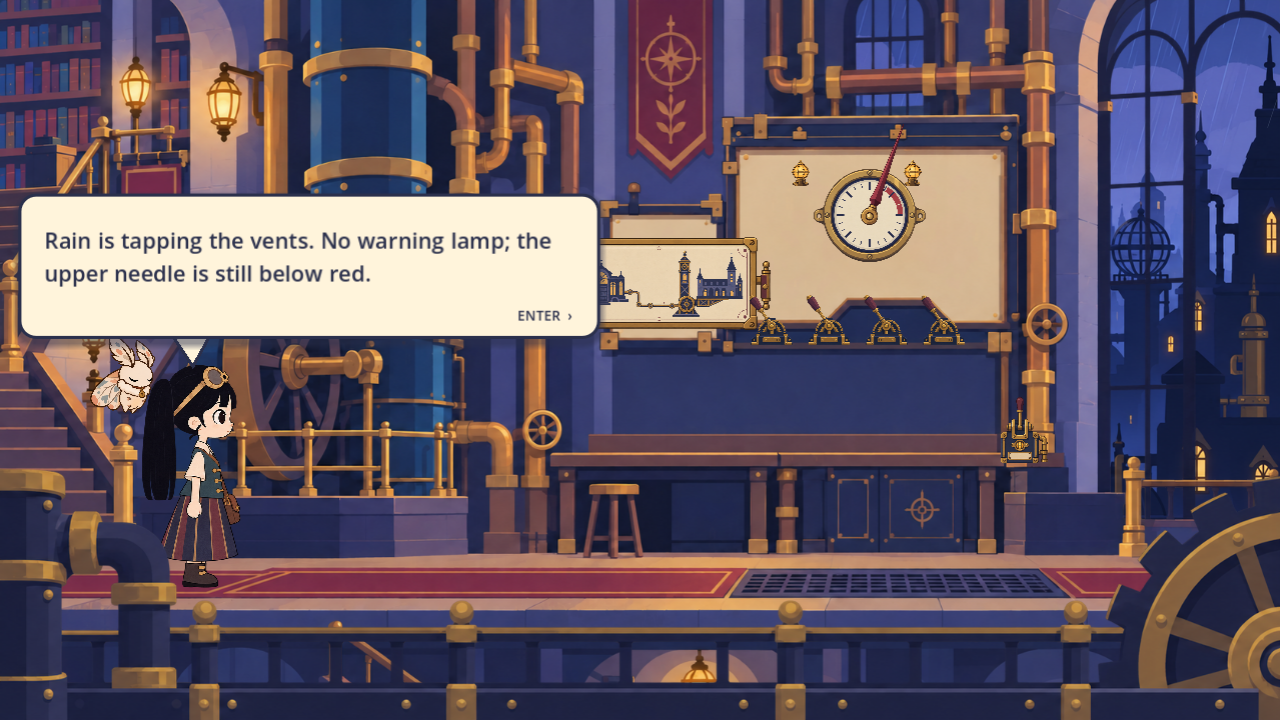 Rain is tapping the vents. No warning lamp; the
upper needle is still below red.
ENTER ›